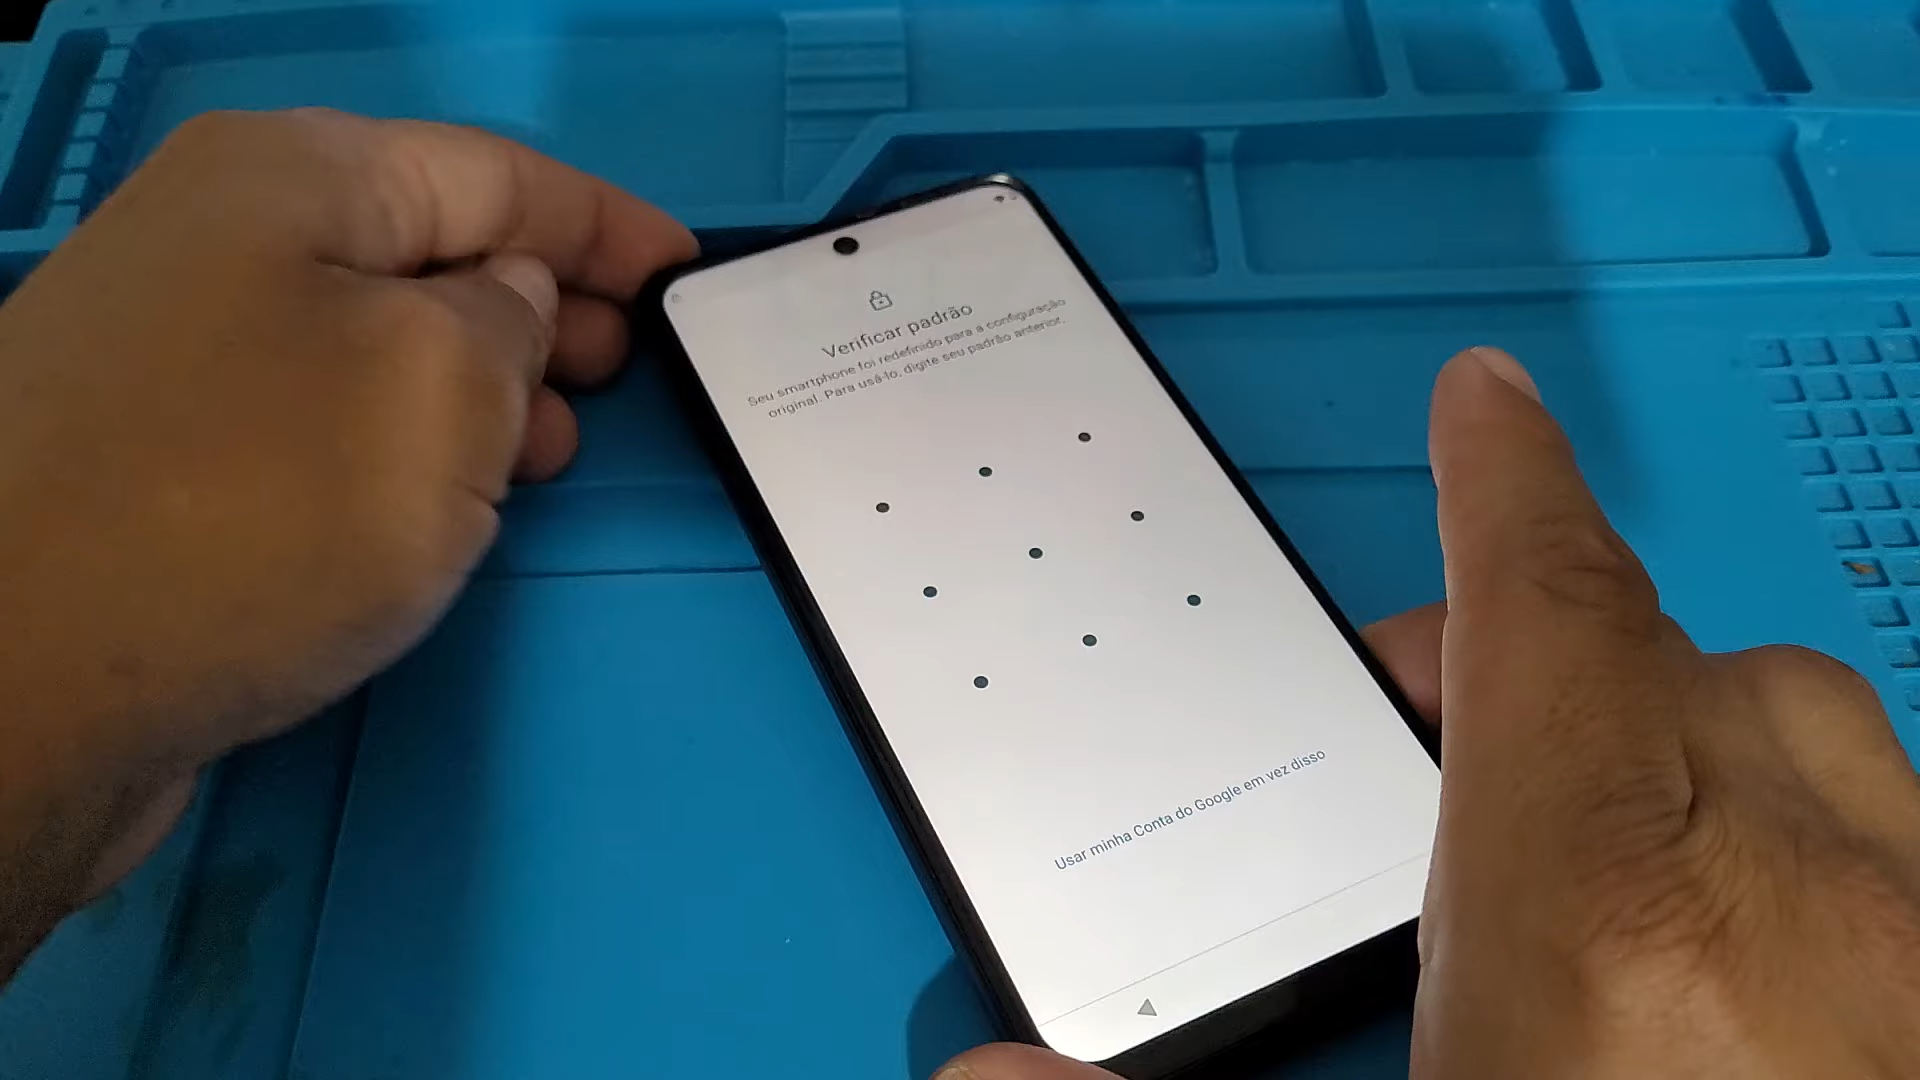 Verificar padrão
Seu smartphone foi redefinido para a configuração
original. Para usá-lo, digite seu padrão anterior.
Usar minha Conta do Google em vez disso